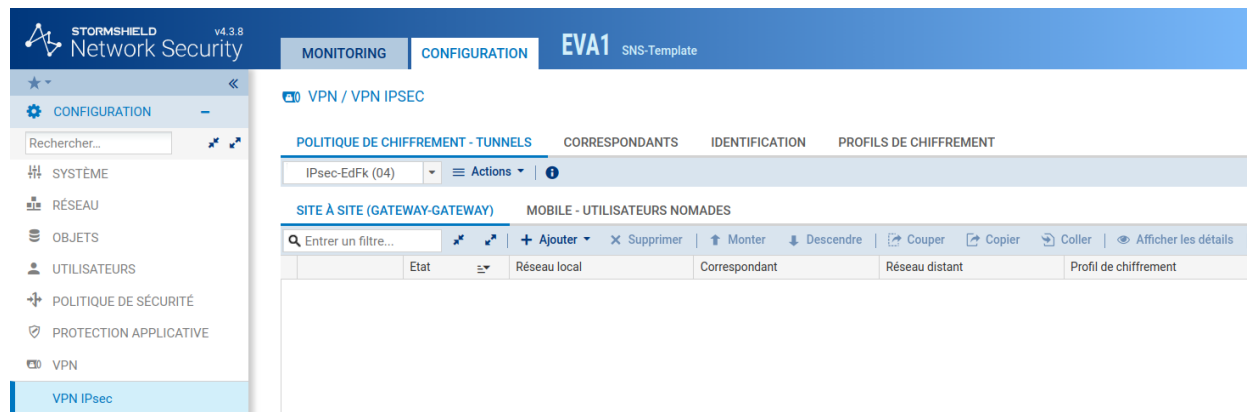 STORMSHIELD v4.3.8
Network Security
MONITORING CONFIGURATION EVA1 SNS-Template
CONFIGURATION
Rechercher...
SYSTÈME
RÉSEAU
OBJETS
UTILISATEURS
POLITIQUE DE SÉCURITÉ
PROTECTION APPLICATIVE
VPN
VPN IPsec
VPN / VPN IPSEC
POLITIQUE DE CHIFFREMENT - TUNNELS CORRESPONDANTS IDENTIFICATION PROFILS DE CHIFFREMENT
IPsec-EdFk (04) Actions
SITE À SITE (GATEWAY-GATEWAY) MOBILE - UTILISATEURS NOMADES
Entrer un filtre... Ajouter Supprimer Monter Descendre Couper Copier Coller Afficher les détails
Etat Réseau local Correspondant Réseau distant Profil de chiffrement